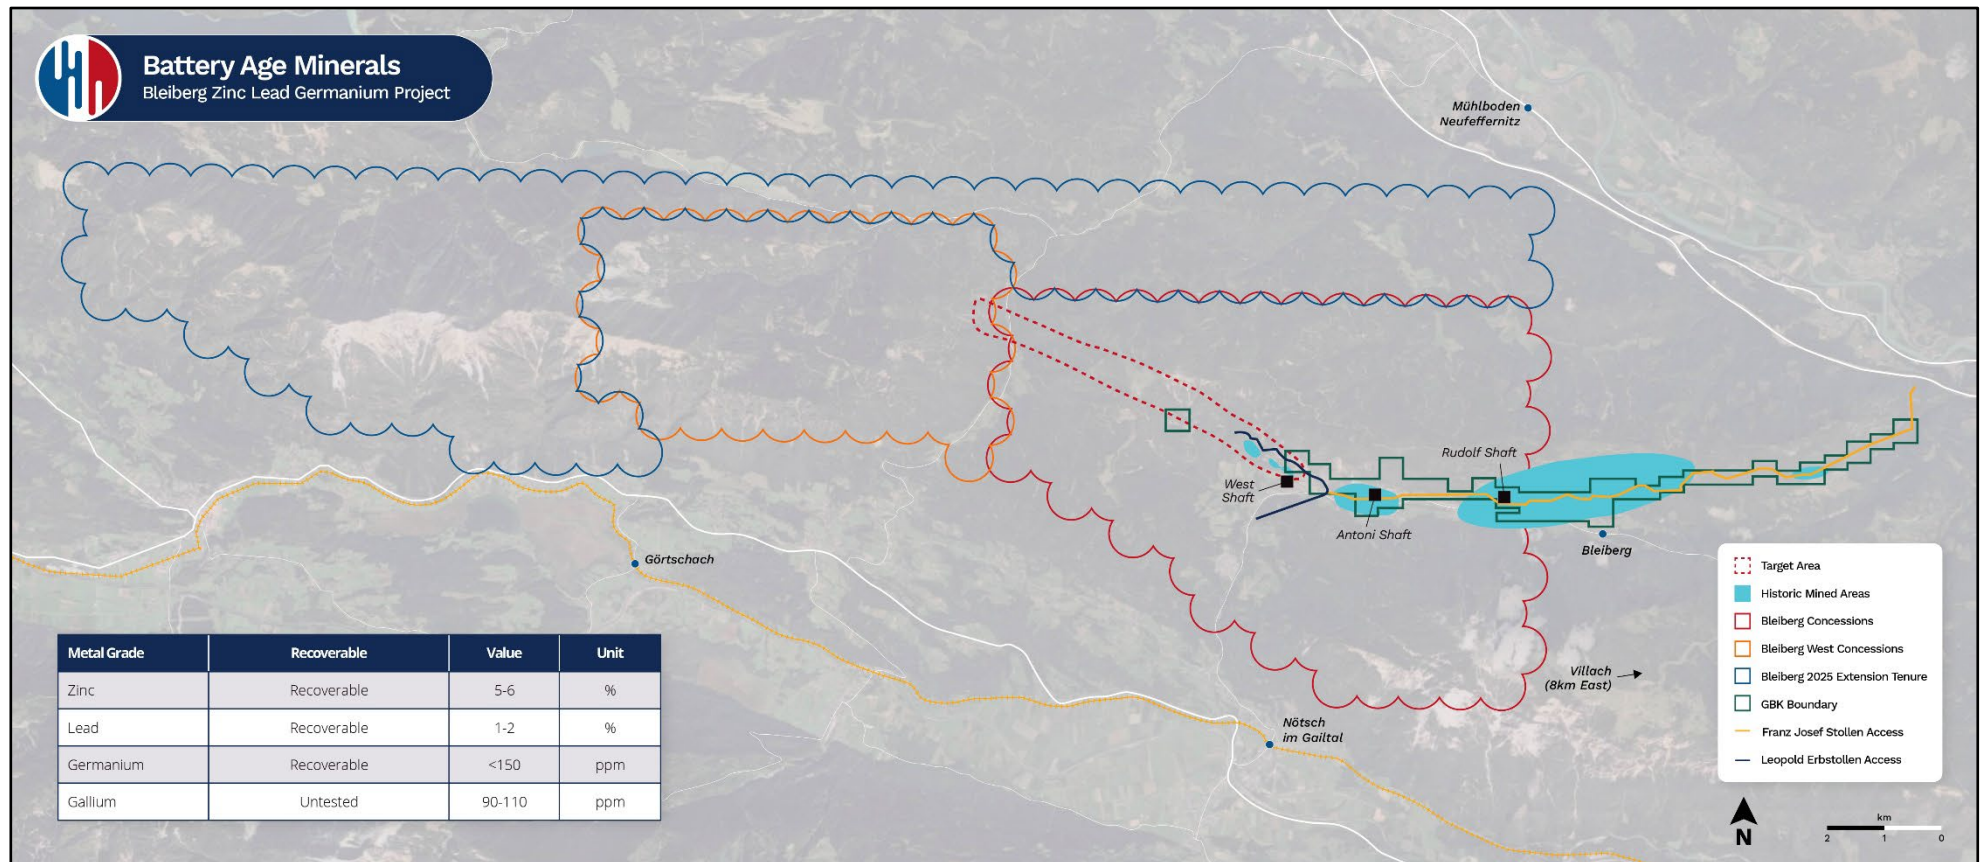 Battery Age Minerals
Bleiberg Zinc Lead Germanium Project
Mühlboden
Neufeffernitz
Rudolf Shaft
West
Shaft
Antoni Shaft
Bleiberg
Görtschach
Villach
(8km East)
Nötsch
im Gailtal
Metal Grade Recoverable Value Unit
Zinc Recoverable 5-6 %
Lead Recoverable 1-2 %
Germanium Recoverable <150 ppm
Gallium Untested 90-110 ppm
Target Area
Historic Mined Areas
Bleiberg Concessions
Bleiberg West Concessions
Bleiberg 2025 Extension Tenure
GBK Boundary
Franz Josef Stollen Access
Leopold Erbstollen Access
N
km
2 1 0